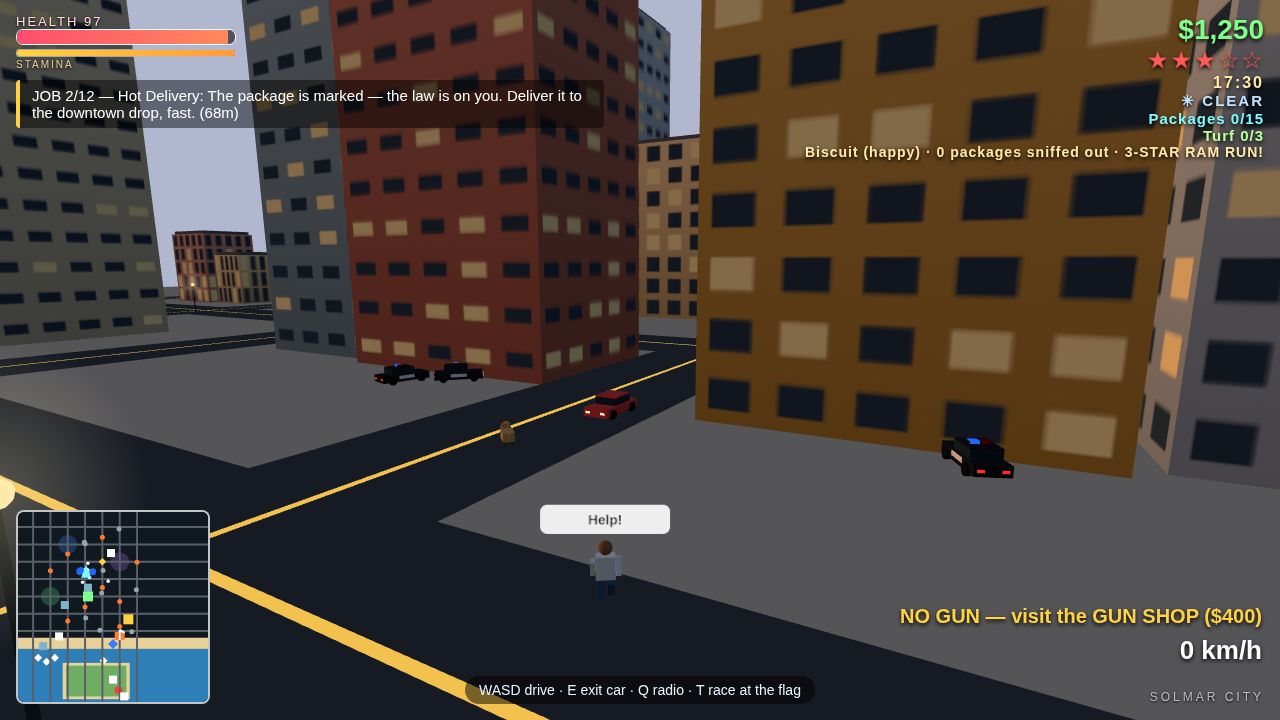 HEALTH 97
STAMINA
JOB 2/12 — Hot Delivery: The package is marked — the law is on you. Deliver it to
the downtown drop, fast. (68m)
$1,250
★★★☆☆
17:30
☀ CLEAR
Packages 0/15
Turf 0/3
Biscuit (happy) · 0 packages sniffed out · 3-STAR RAM RUN!
Help!
NO GUN — visit the GUN SHOP ($400)
0 km/h
WASD drive · E exit car · Q radio · T race at the flag
SOLMAR CITY